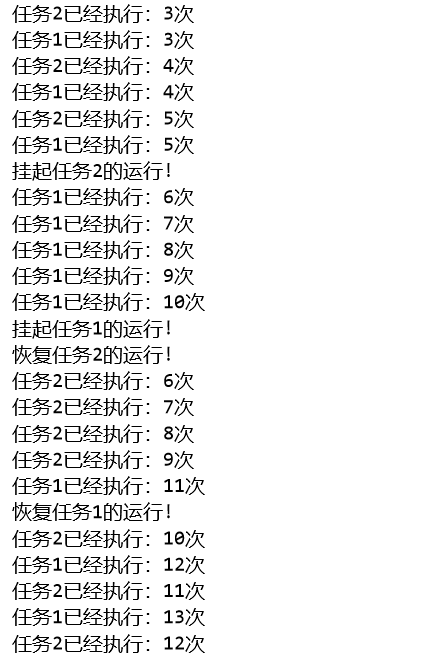 任务2已经执行：3次
任务1已经执行：3次
任务2已经执行：4次
任务1已经执行：4次
任务2已经执行：5次
任务1已经执行：5次
挂起任务2的运行!
任务1已经执行：6次
任务1已经执行：7次
任务1已经执行：8次
任务1已经执行：9次
任务1已经执行：10次
挂起任务1的运行!
恢复任务2的运行!
任务2已经执行：6次
任务2已经执行：7次
任务2已经执行：8次
任务2已经执行：9次
任务1已经执行：11次
恢复任务1的运行!
任务2已经执行：10次
任务1已经执行：12次
任务2已经执行：11次
任务1已经执行：13次
任务2已经执行：12次